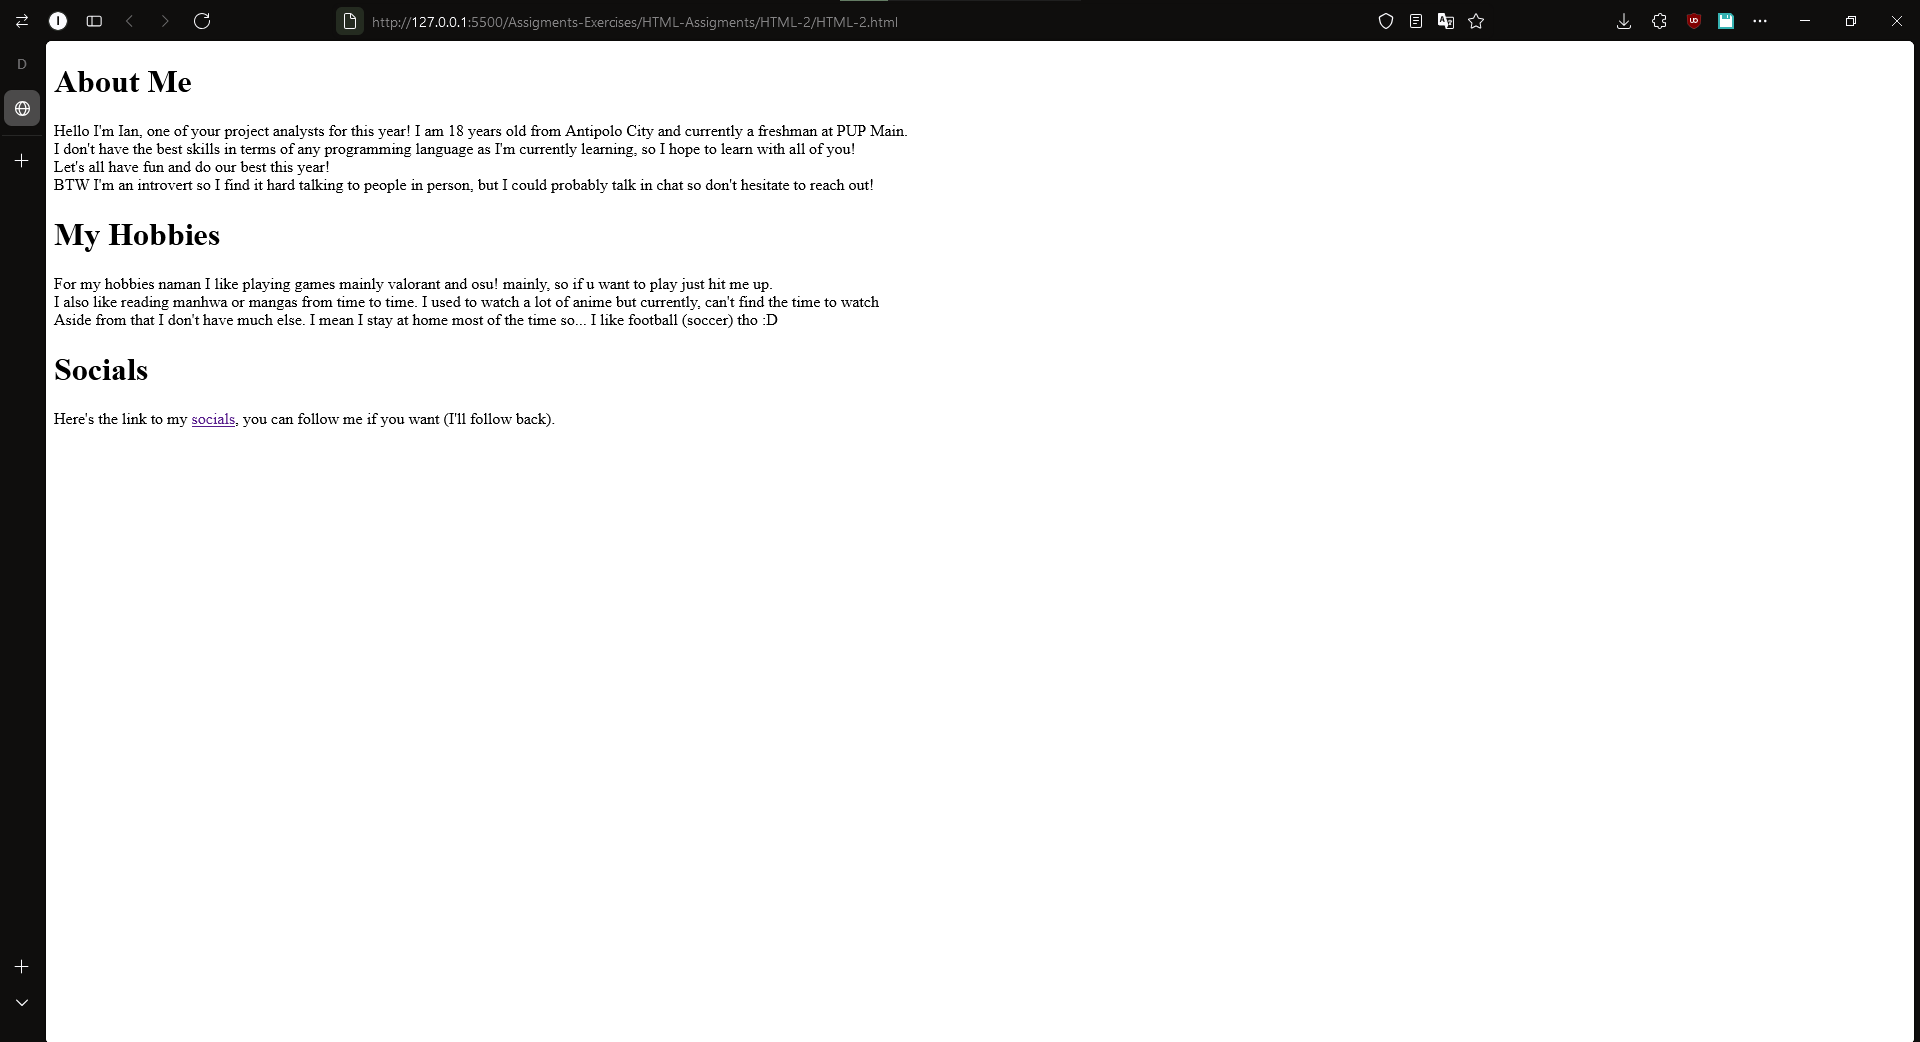 http://127.0.0.1:5500/Assigments-Exercises/HTML-Assigments/HTML-2/HTML-2.html
D
About Me
Hello I'm Ian, one of your project analysts for this year! I am 18 years old from Antipolo City and currently a freshman at PUP Main.
I don't have the best skills in terms of any programming language as I'm currently learning, so I hope to learn with all of you!
Let's all have fun and do our best this year!
BTW I'm an introvert so I find it hard talking to people in person, but I could probably talk in chat so don't hesitate to reach out!
My Hobbies
For my hobbies naman I like playing games mainly valorant and osu! mainly, so if u want to play just hit me up.
I also like reading manhwa or mangas from time to time. I used to watch a lot of anime but currently, can't find the time to watch
Aside from that I don't have much else. I mean I stay at home most of the time so... I like football (soccer) tho :D
Socials
Here's the link to my socials, you can follow me if you want (I'll follow back).